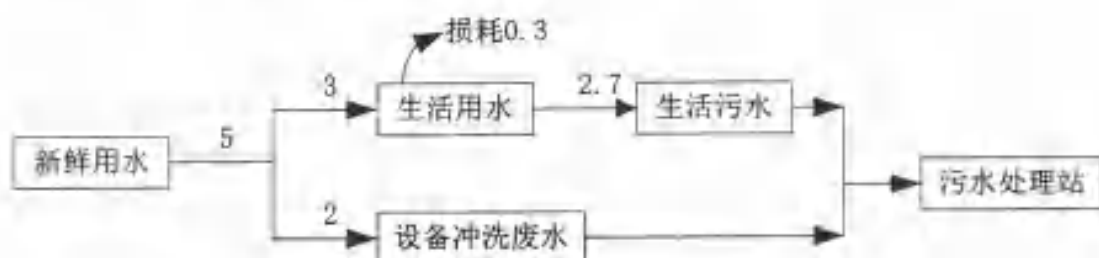 损耗0.3
3
生活用水
2.7
生活污水
新鲜用水
5
污水处理站
2
设备冲洗废水